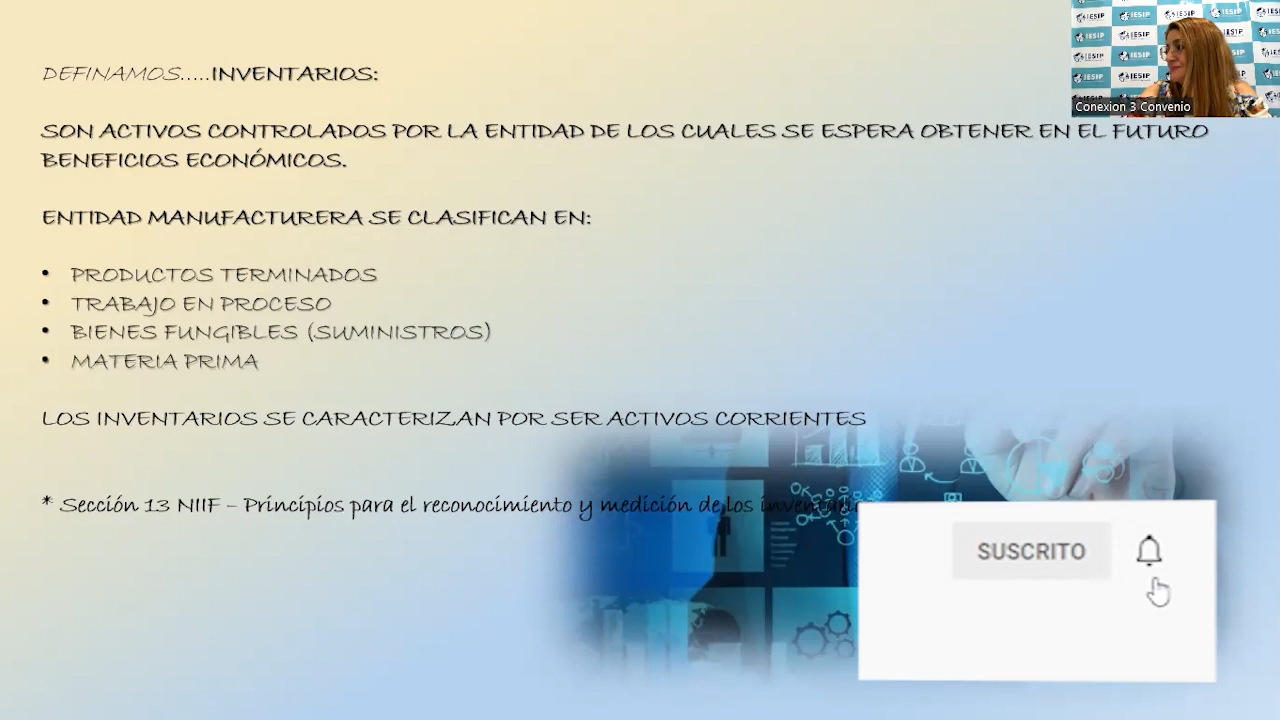 DEFINAMOS.....INVENTARIOS:
SON ACTIVOS CONTROLADOS POR LA ENTIDAD DE LOS CUALES SE ESPERA OBTENER EN EL FUTURO
BENEFICIOS ECONÓMICOS.
ENTIDAD MANUFACTURERA SE CLASIFICAN EN:
• PRODUCTOS TERMINADOS
• TRABAJO EN PROCESO
• BIENES FUNGIBLES (SUMINISTROS)
• MATERIA PRIMA
LOS INVENTARIOS SE CARACTERIZAN POR SER ACTIVOS CORRIENTES
* Sección 13 NIIF – Principios para el reconocimiento y medición de los
SUSCRITO
IESIP
Conexion 3 Convenio